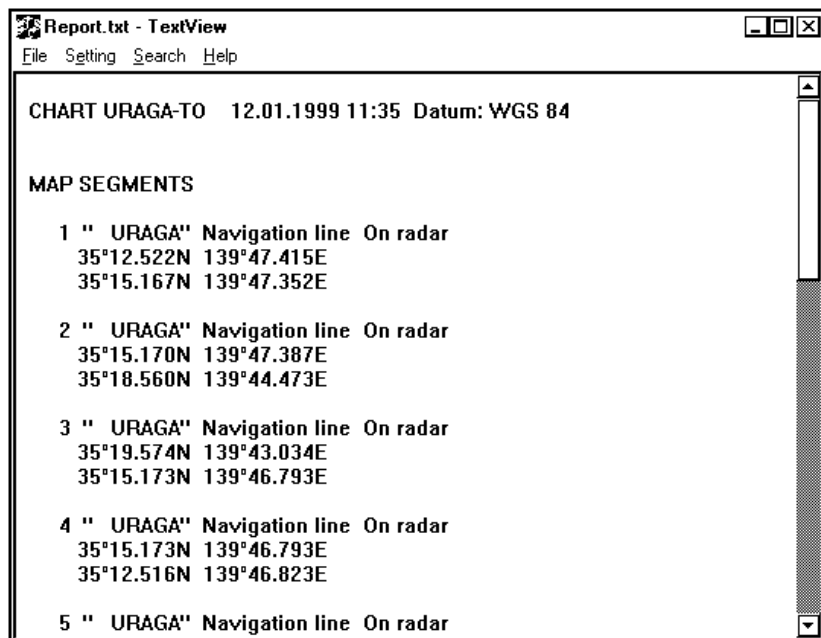 Report.txt - TextView
File Setting Search Help
CHART URAGA-TO 12.01.1999 11:35 Datum: WGS 84
MAP SEGMENTS
1 " URAGA" Navigation line On radar
35°12.522N 139°47.415E
35°15.167N 139°47.352E
2 " URAGA" Navigation line On radar
35°15.170N 139°47.387E
35°18.560N 139°44.473E
3 " URAGA" Navigation line On radar
35°19.574N 139°43.034E
35°15.173N 139°46.793E
4 " URAGA" Navigation line On radar
35°15.173N 139°46.793E
35°12.516N 139°46.823E
5 " URAGA" Navigation line On radar